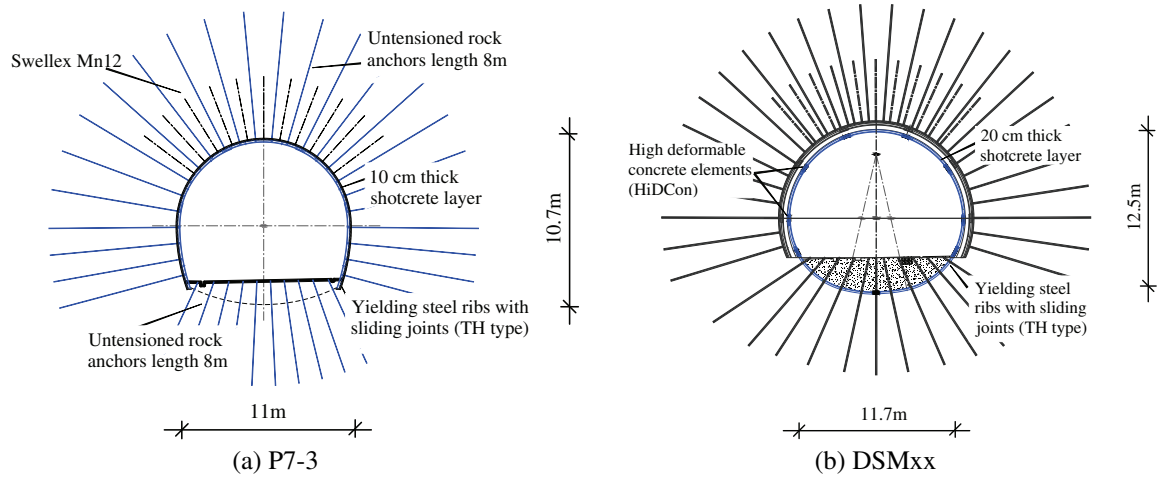 Untensioned rock
anchors length 8m
Swellex Mn12
10 cm thick
shotcrete layer
10.7m
Yielding steel ribs with
sliding joints (TH type)
Untensioned rock
anchors length 8m
11m
(a) P7-3
High deformable
concrete elements
(HiDCon)
20 cm thick
shotcrete layer
12.5m
Yielding steel
ribs with sliding
joints (TH type)
11.7m
(b) DSMxx